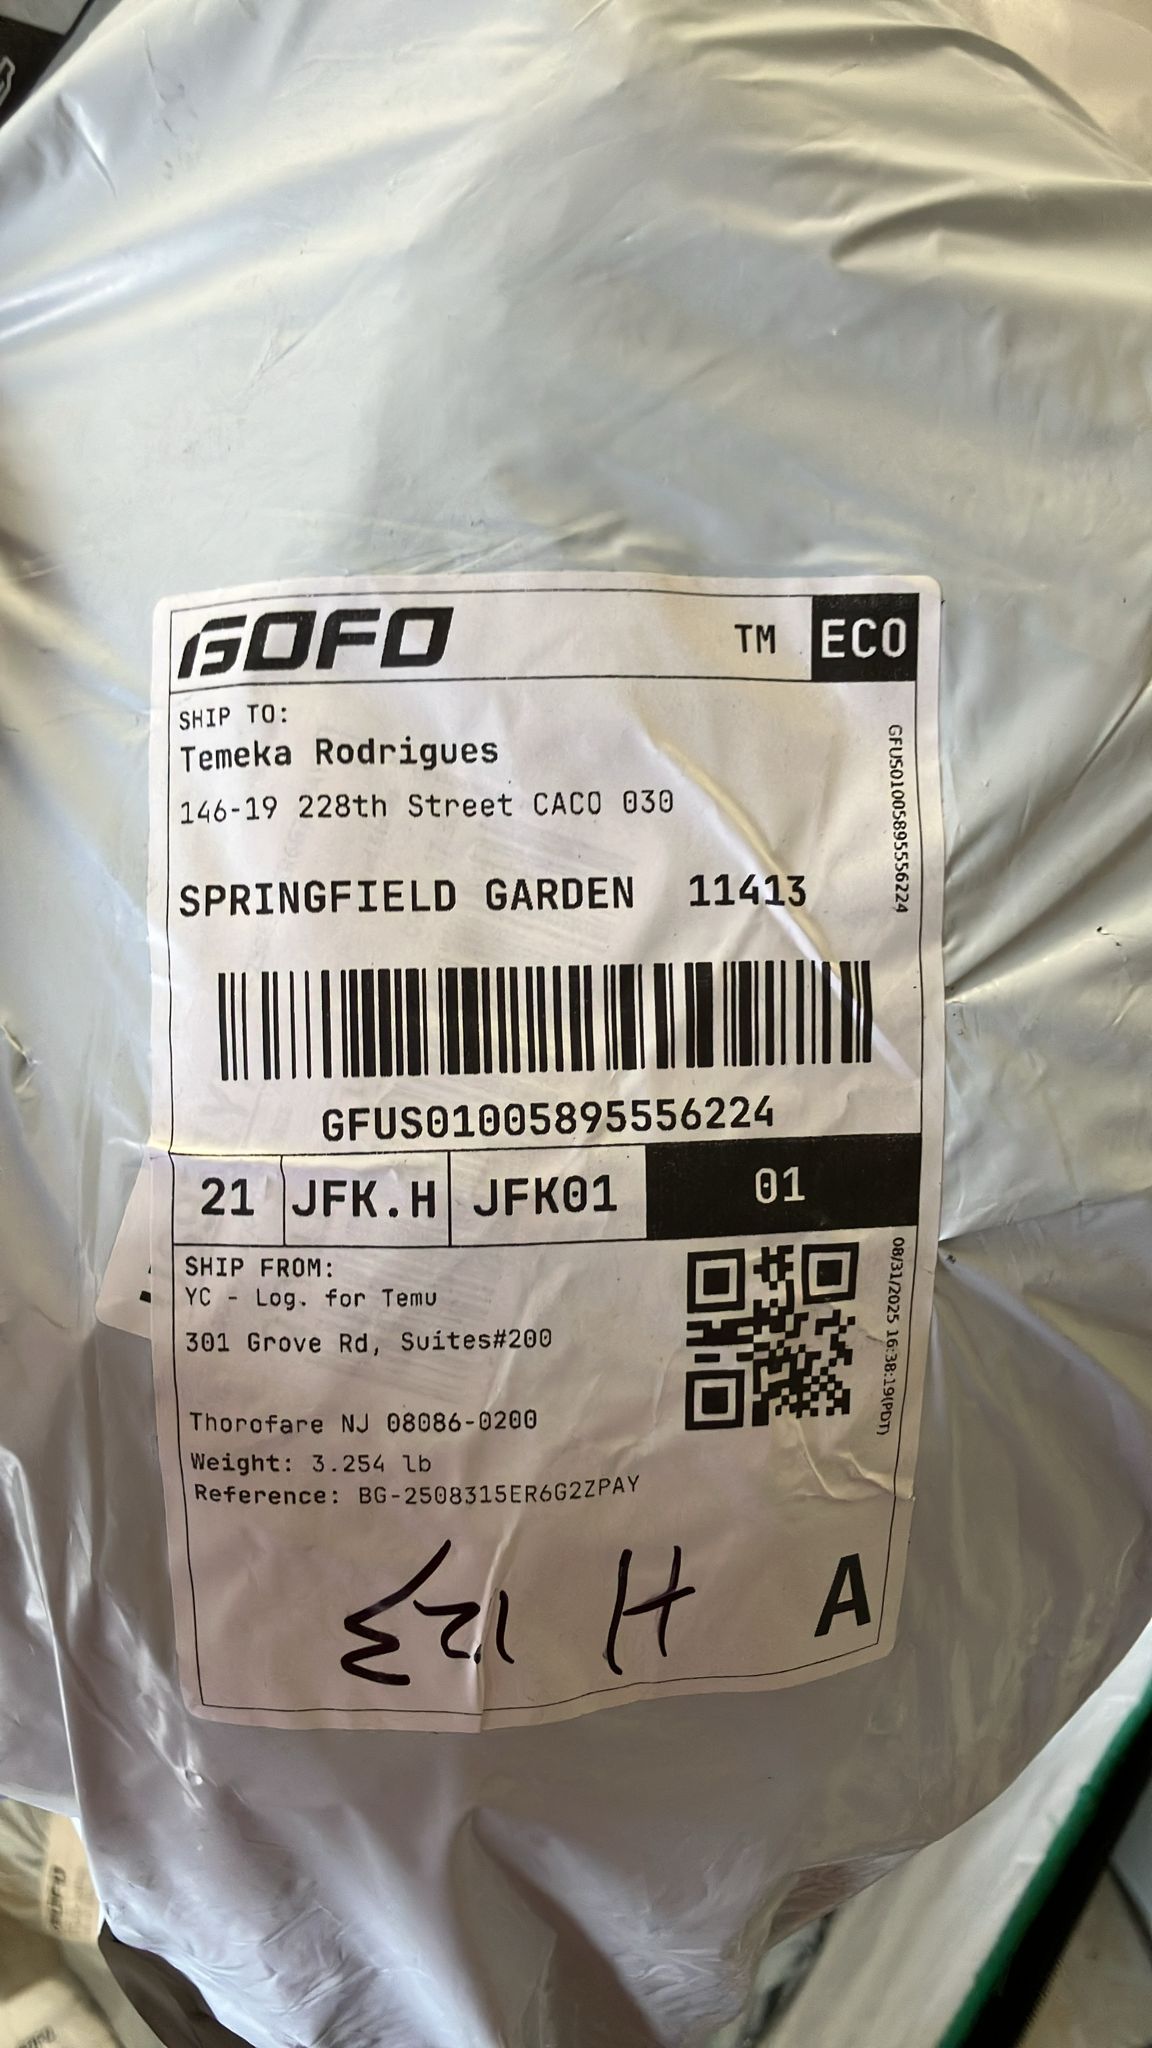 GOFO TM ECO
SHIP TO:
Temeka Rodrigues
146-19 228th Street CACO 030
GFUS01005895556224
SPRINGFIELD GARDEN 11413
GFUS01005895556224
21 JFK.H JFK01 01
SHIP FROM:
YC - Log. for Temu
301 Grove Rd, Suites#200
08/31/2025 16:38:19(PDT)
Thorofare NJ 08086-0200
Weight: 3.254 lb
Reference: BG-2508315ER6G2ZPAY
H
A